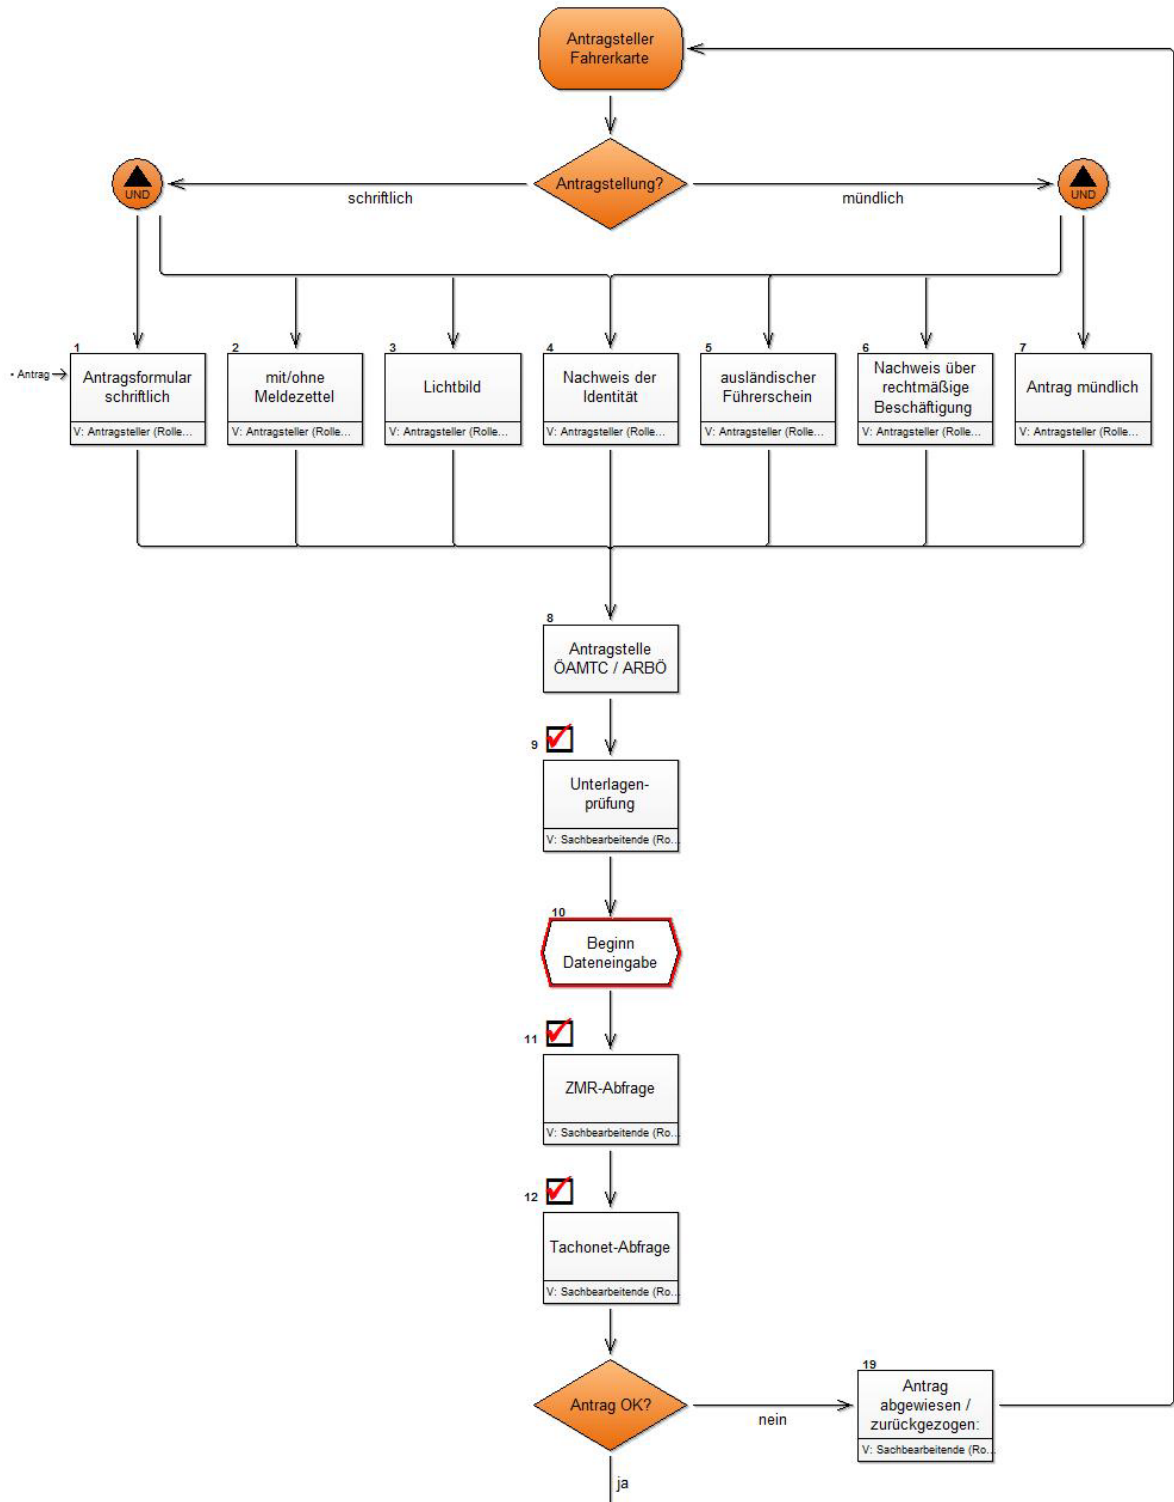 Antragsteller
Fahrerkarte
Antragstellung?
UND
UND
schriftlich
mündlich
1
2
3
4
5
6
7
• Antrag
Antragsformular
schriftlich
V: Antragsteller (Rolle...
mit/ohne
Meldezettel
V: Antragsteller (Rolle...
Lichtbild
V: Antragsteller (Rolle...
Nachweis der
Identität
V: Antragsteller (Rolle...
ausländischer
Führerschein
V: Antragsteller (Rolle...
Nachweis über
rechtmäßige
Beschäftigung
V: Antragsteller (Rolle...
Antrag mündlich
V: Antragsteller (Rolle...
8
Antragstelle
ÖAMTC / ARBÖ
9
Unterlagen-
prüfung
V: Sachbearbeitende (Ro...
10
Beginn
Dateneingabe
11
ZMR-Abfrage
V: Sachbearbeitende (Ro...
12
Tachonet-Abfrage
V: Sachbearbeitende (Ro...
Antrag OK?
nein
19
Antrag
abgewiesen /
zurückgezogen:
V: Sachbearbeitende (Ro...
ja